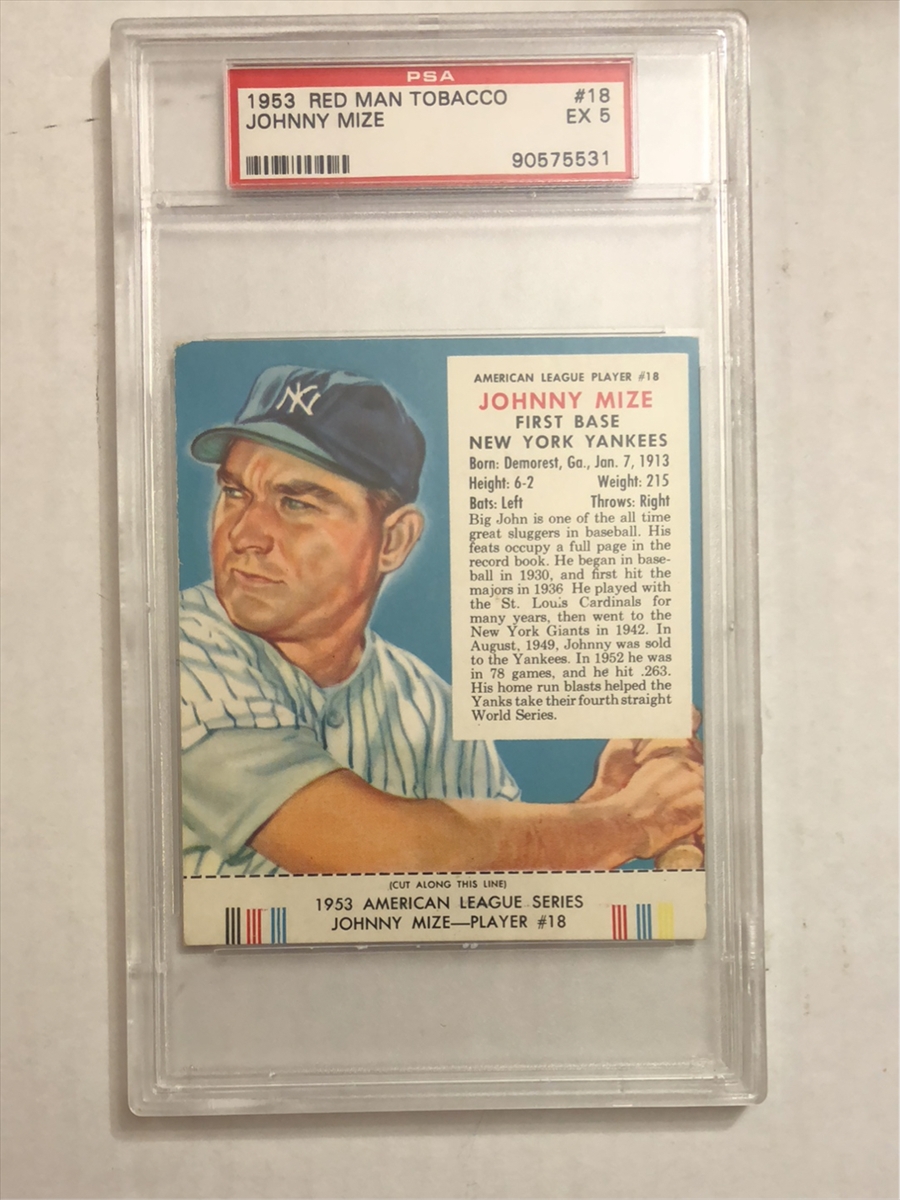 PSA
1953 RED MAN TOBACCO #18
JOHNNY MIZE EX 5
90575531
NY
AMERICAN LEAGUE PLAYER #18
JOHNNY MIZE
FIRST BASE
NEW YORK YANKEES
Born: Demorest, Ga., Jan. 7, 1913
Height: 6-2 Weight: 215
Bats: Left Throws: Right
Big John is one of the all time
great sluggers in baseball. His
feats occupy a full page in the
record book. He began in base-
ball in 1930, and first hit the
majors in 1936 He played with
the St. Louis Cardinals for
many years, then went to the
New York Giants in 1942. In
August, 1949, Johnny was sold
to the Yankees. In 1952 he was
in 78 games, and he hit .263.
His home run blasts helped the
Yanks take their fourth straight
World Series.
(CUT ALONG THIS LINE)
1953 AMERICAN LEAGUE SERIES
JOHNNY MIZE—PLAYER #18